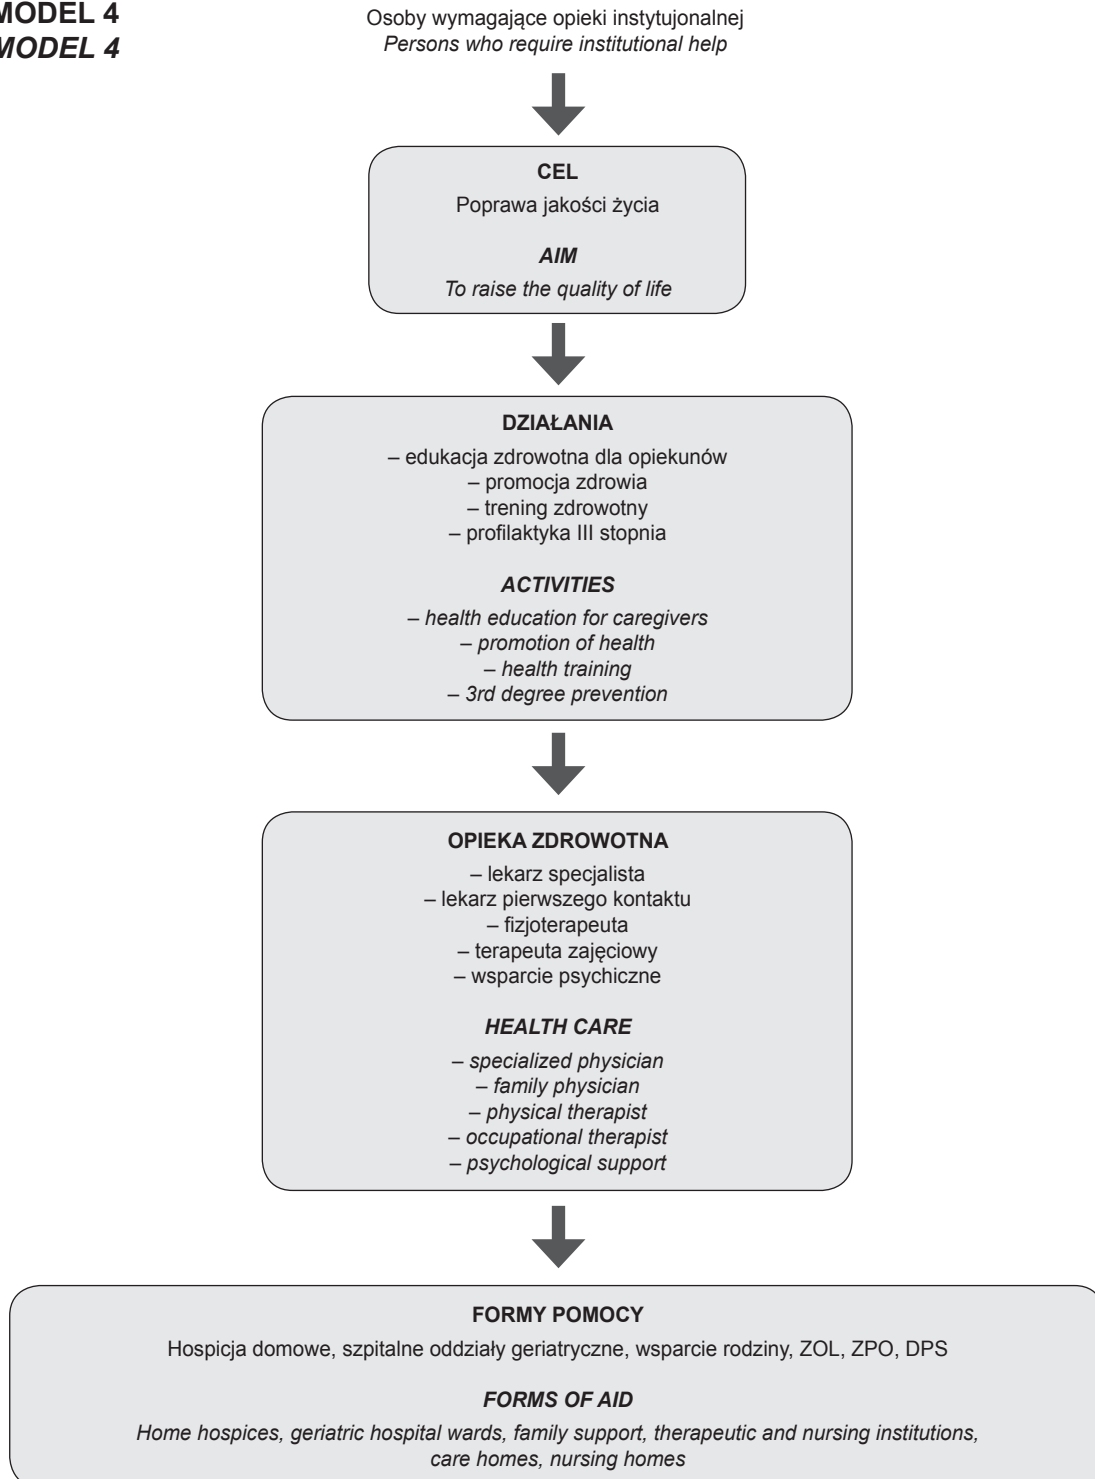 MODEL 4
MODEL 4
Osoby wymagające opieki instytujonalnej
Persons who require institutional help
CEL
Poprawa jakości życia
AIM
To raise the quality of life
DZIAŁANIA
– edukacja zdrowotna dla opiekunów
– promocja zdrowia
– trening zdrowotny
– profilaktyka III stopnia
ACTIVITIES
– health education for caregivers
– promotion of health
– health training
– 3rd degree prevention
OPIEKA ZDROWOTNA
– lekarz specjalista
– lekarz pierwszego kontaktu
– fizjoterapeuta
– terapeuta zajęciowy
– wsparcie psychiczne
HEALTH CARE
– specialized physician
– family physician
– physical therapist
– occupational therapist
– psychological support
FORMY POMOCY
Hospicja domowe, szpitalne oddziały geriatryczne, wsparcie rodziny, ZOL, ZPO, DPS
FORMS OF AID
Home hospices, geriatric hospital wards, family support, therapeutic and nursing institutions,
care homes, nursing homes